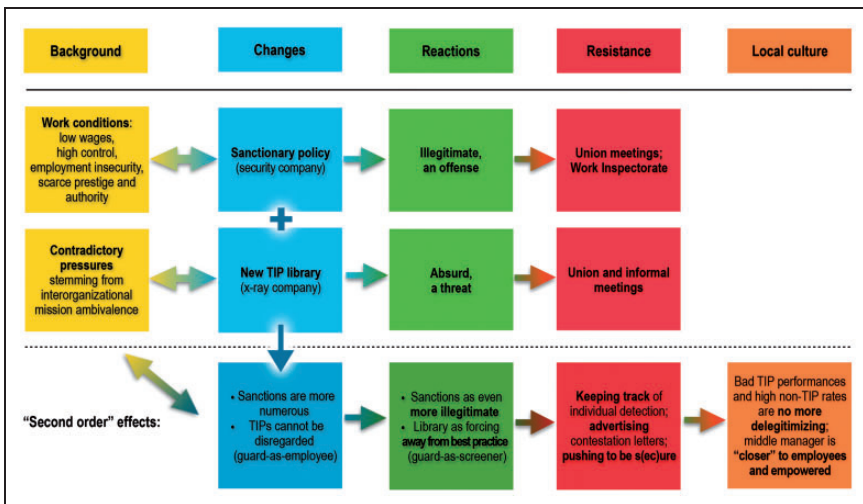 Background
Changes
Reactions
Resistance
Local culture
Work conditions:
low wages,
high control,
employment insecurity,
scarce prestige and
authority
Sanctionary policy
(security company)
Illegitimate,
an offense
Union meetings;
Work Inspectorate
Contradictory
pressures
stemming from
interorganizational
mission ambivalence
New TIP library
(x-ray company)
Absurd,
a threat
Union and informal
meetings
“Second order” effects:
• Sanctions are more
numerous
• TIPs cannot be
disregarded
(guard-as-employee)
• Sanctions as even
more illegitimate
• Library as forcing
away from best practice
(guard-as-screener)
Keeping track of
individual detection;
advertising
contestation letters;
pushing to be s(ec)ure
Bad TIP performances
and high non-TIP rates
are no more
delegitimizing;
middle manager is
“closer” to employees
and empowered